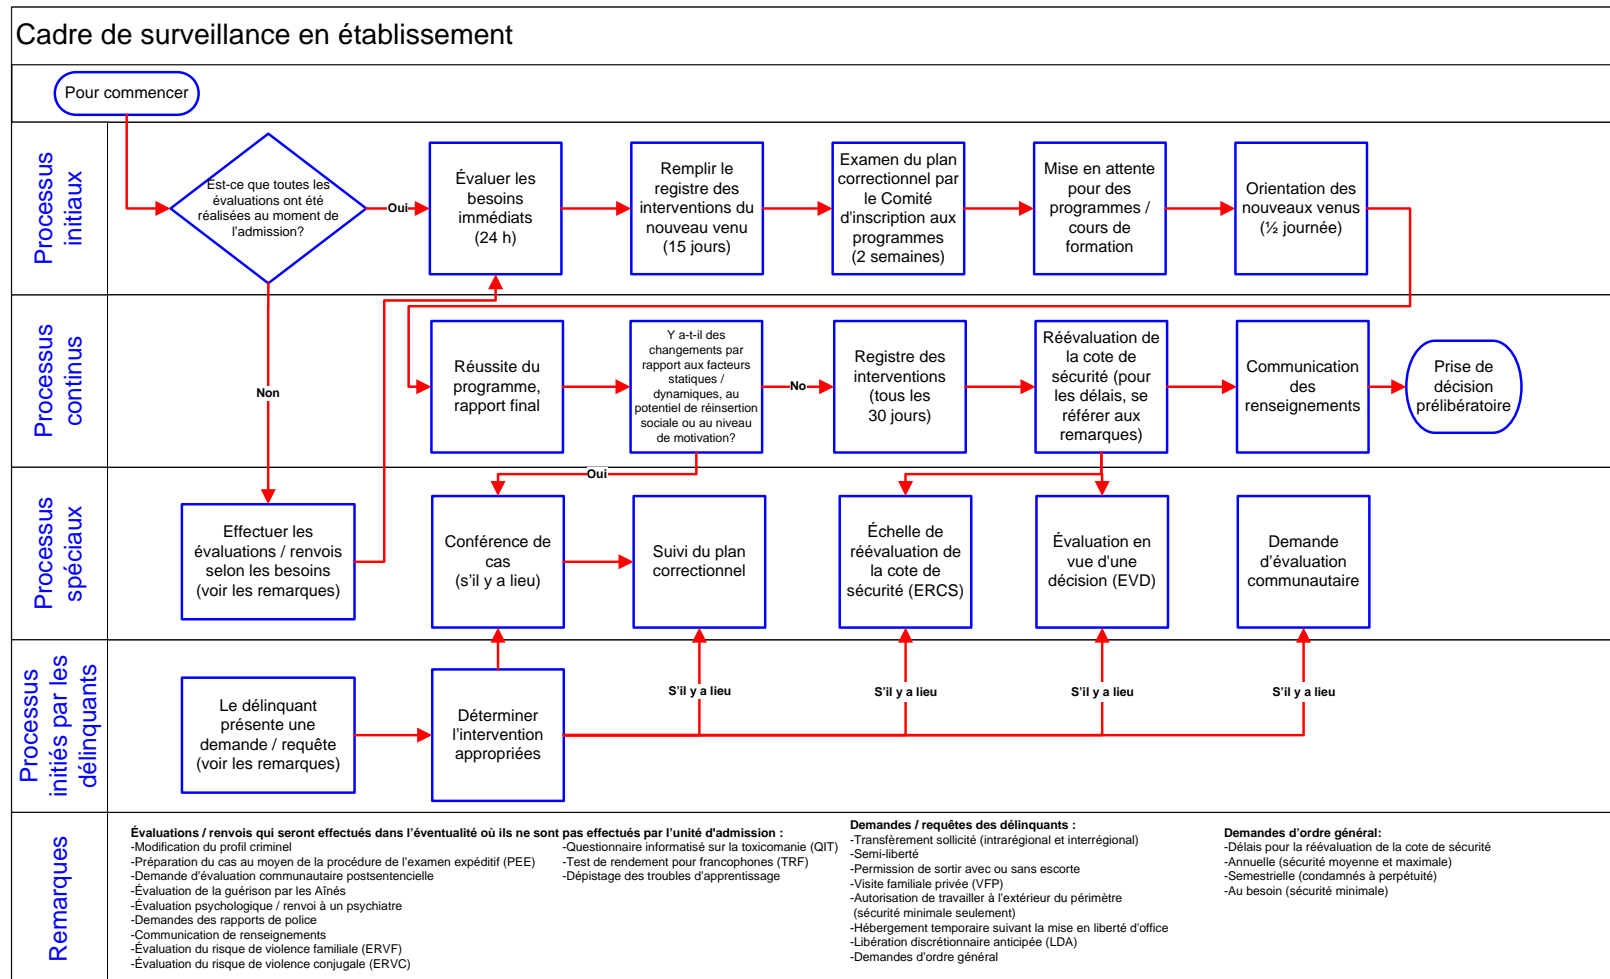 Cadre de surveillance en établissement
Pour commencer
Processus
initiaux
Est-ce que toutes les
évaluations ont été
réalisées au moment de
l'admission?
Oui
Évaluer les
besoins
immédiats
(24 h)
Remplir le
registre des
interventions du
nouveau venu
(15 jours)
Examen du plan
correctionnel par
le Comité
d'inscription aux
programmes
(2 semaines)
Mise en attente
pour des
programmes /
cours de
formation
Orientation des
nouveaux venus
(½ journée)
Non
Processus
continus
Réussite du
programme,
rapport final
Y a-t-il des
changements par
rapport aux facteurs
statiques /
dynamiques, au
potentiel de réinsertion
sociale ou au niveau
de motivation?
No
Registre des
interventions
(tous les
30 jours)
Réévaluation de
la cote de
sécurité (pour
les délais, se
référer aux
remarques)
Communication
des
renseignements
Prise de
décision
prélibératoire
Oui
Processus
spéciaux
Effectuer les
évaluations / renvois
selon les besoins
(voir les remarques)
Conférence de
cas
(s'il y a lieu)
Suivi du plan
correctionnel
Échelle de
réévaluation de
la cote de
sécurité (ERCS)
Évaluation en
vue d'une
décision (EVD)
Demande
d'évaluation
communautaire
Processus
initiés par les
délinquants
Le délinquant
présente une
demande / requête
(voir les remarques)
Déterminer
l'intervention
appropriées
S'il y a lieu
S'il y a lieu
S'il y a lieu
S'il y a lieu
Remarques
Évaluations / renvois qui seront effectués dans l'éventualité où ils ne sont pas effectués par l'unité d'admission :
-Modification du profil criminel
-Préparation du cas au moyen de la procédure de l'examen expéditif (PEE)
-Demande d'évaluation communautaire postsentencielle
-Évaluation de la guérison par les Aînés
-Évaluation psychologique / renvoi à un psychiatre
-Demandes des rapports de police
-Communication de renseignements
-Évaluation du risque de violence familiale (ERVF)
-Évaluation du risque de violence conjugale (ERVC)
-Questionnaire informatisé sur la toxicomanie (QIT)
-Test de rendement pour francophones (TRF)
-Dépistage des troubles d'apprentissage
Demandes / requêtes des délinquants :
-Transfèrement sollicité (intrarégional et interrégional)
-Semi-liberté
-Permission de sortir avec ou sans escorte
-Visite familiale privée (VFP)
-Autorisation de travailler à l'extérieur du périmètre
(sécurité minimale seulement)
-Hébergement temporaire suivant la mise en liberté d'office
-Libération discrétionnaire anticipée (LDA)
-Demandes d'ordre général
Demandes d'ordre général:
-Délais pour la réévaluation de la cote de sécurité
-Annuelle (sécurité moyenne et maximale)
-Semestrielle (condamnés à perpétuité)
-Au besoin (sécurité minimale)